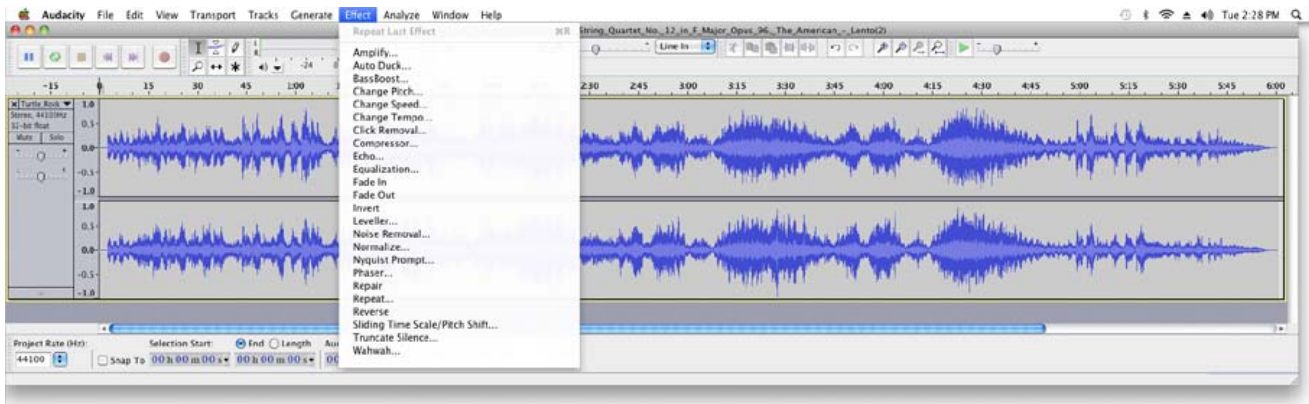 Audacity File Edit View Transport Tracks Generate Effect Analyze Window Help Tue 2:28 PM
String_Quartet_No._12_in_F_Major_Opus_96._The_American_-_Lento(2)
Repeat Last Effect ⌘R
Amplify...
Auto Duck...
BassBoost...
Change Pitch...
Change Speed...
Change Tempo...
Click Removal...
Compressor...
Echo...
Equalization...
Fade In
Fade Out
Invert
Leveller...
Noise Removal...
Normalize...
Nyquist Prompt...
Phaser...
Repair
Repeat...
Reverse
Sliding Time Scale/Pitch Shift...
Truncate Silence...
Wahwah...
L
R
-24
Line In
-15 0 15 30 45 1:00 2:30 2:45 3:00 3:15 3:30 3:45 4:00 4:15 4:30 4:45 5:00 5:15 5:30 5:45 6:00
Turtle_Rock
Stereo, 44100Hz
32-bit float
Mute Solo
- +
L R
1.0
0.5
0.0
-0.5
-1.0
1.0
0.5
0.0
-0.5
-1.0
Project Rate (Hz): Selection Start: End Length
44100 Snap To 00 h 00 m 00 s 00 h 00 m 00 s 00